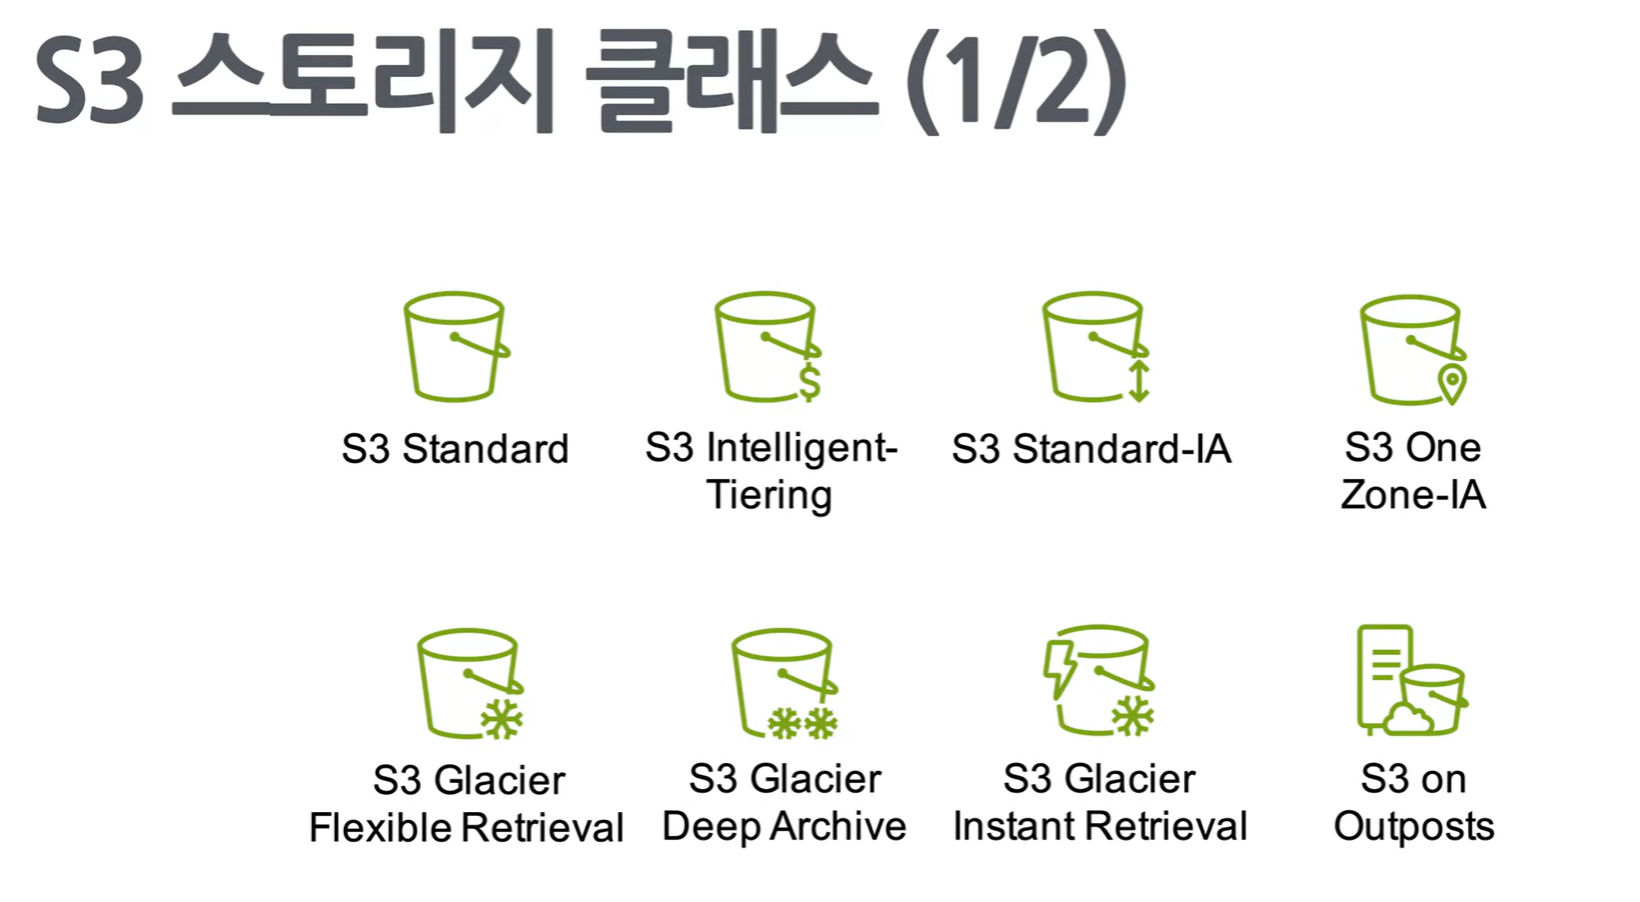 S3 스토리지 클래스 (1/2)
S3 Standard
S3 Intelligent-
Tiering
S3 Standard-IA
S3 One
Zone-IA
S3 Glacier
Flexible Retrieval
S3 Glacier
Deep Archive
S3 Glacier
Instant Retrieval
S3 on
Outposts